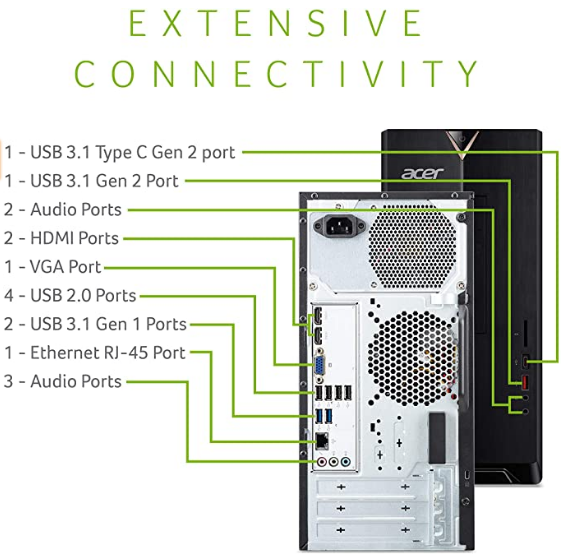 EXTENSIVE
CONNECTIVITY
1 - USB 3.1 Type C Gen 2 port
1 - USB 3.1 Gen 2 Port
acer
2 - Audio Ports
2 - HDMI Ports
1 - VGA Port
4 - USB 2.0 Ports
2 - USB 3.1 Gen 1 Ports
1 - Ethernet RJ-45 Port
3 - Audio Ports